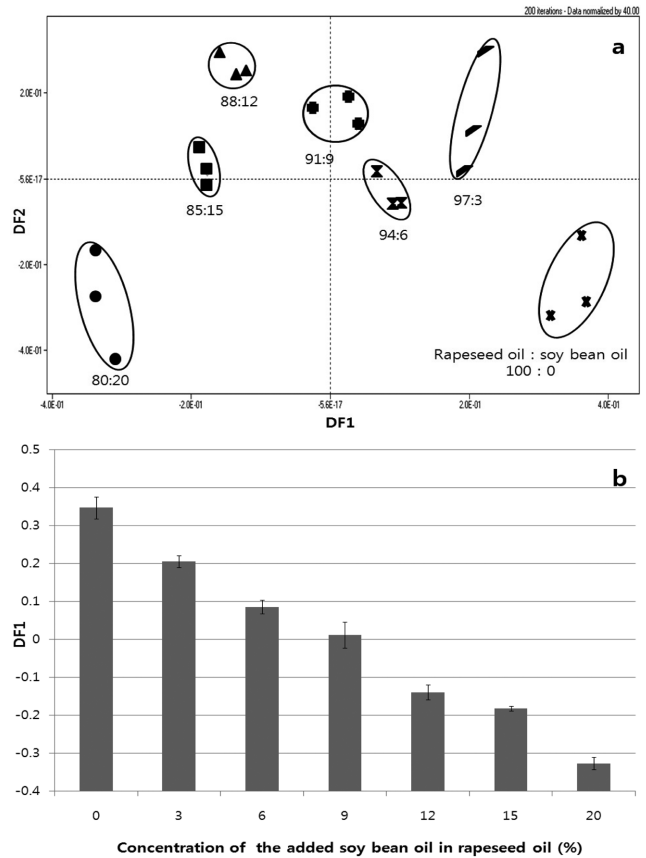 200 iterations - Data normalized by 40.00
a
88:12
2.0E-01
91:9
5.6E-17
85:15
97:3
94:6
DF2
-2.0E-01
-4.0E-01
Rapeseed oil : soy bean oil
100 : 0
80:20
-4.0E-01 -2.0E-01 -5.6E-17 2.0E-01 4.0E-01
DF1
b
0.5
0.4
0.3
0.2
0.1
0
-0.1
-0.2
-0.3
-0.4
DF1
0 3 6 9 12 15 20
Concentration of the added soy bean oil in rapeseed oil (%)